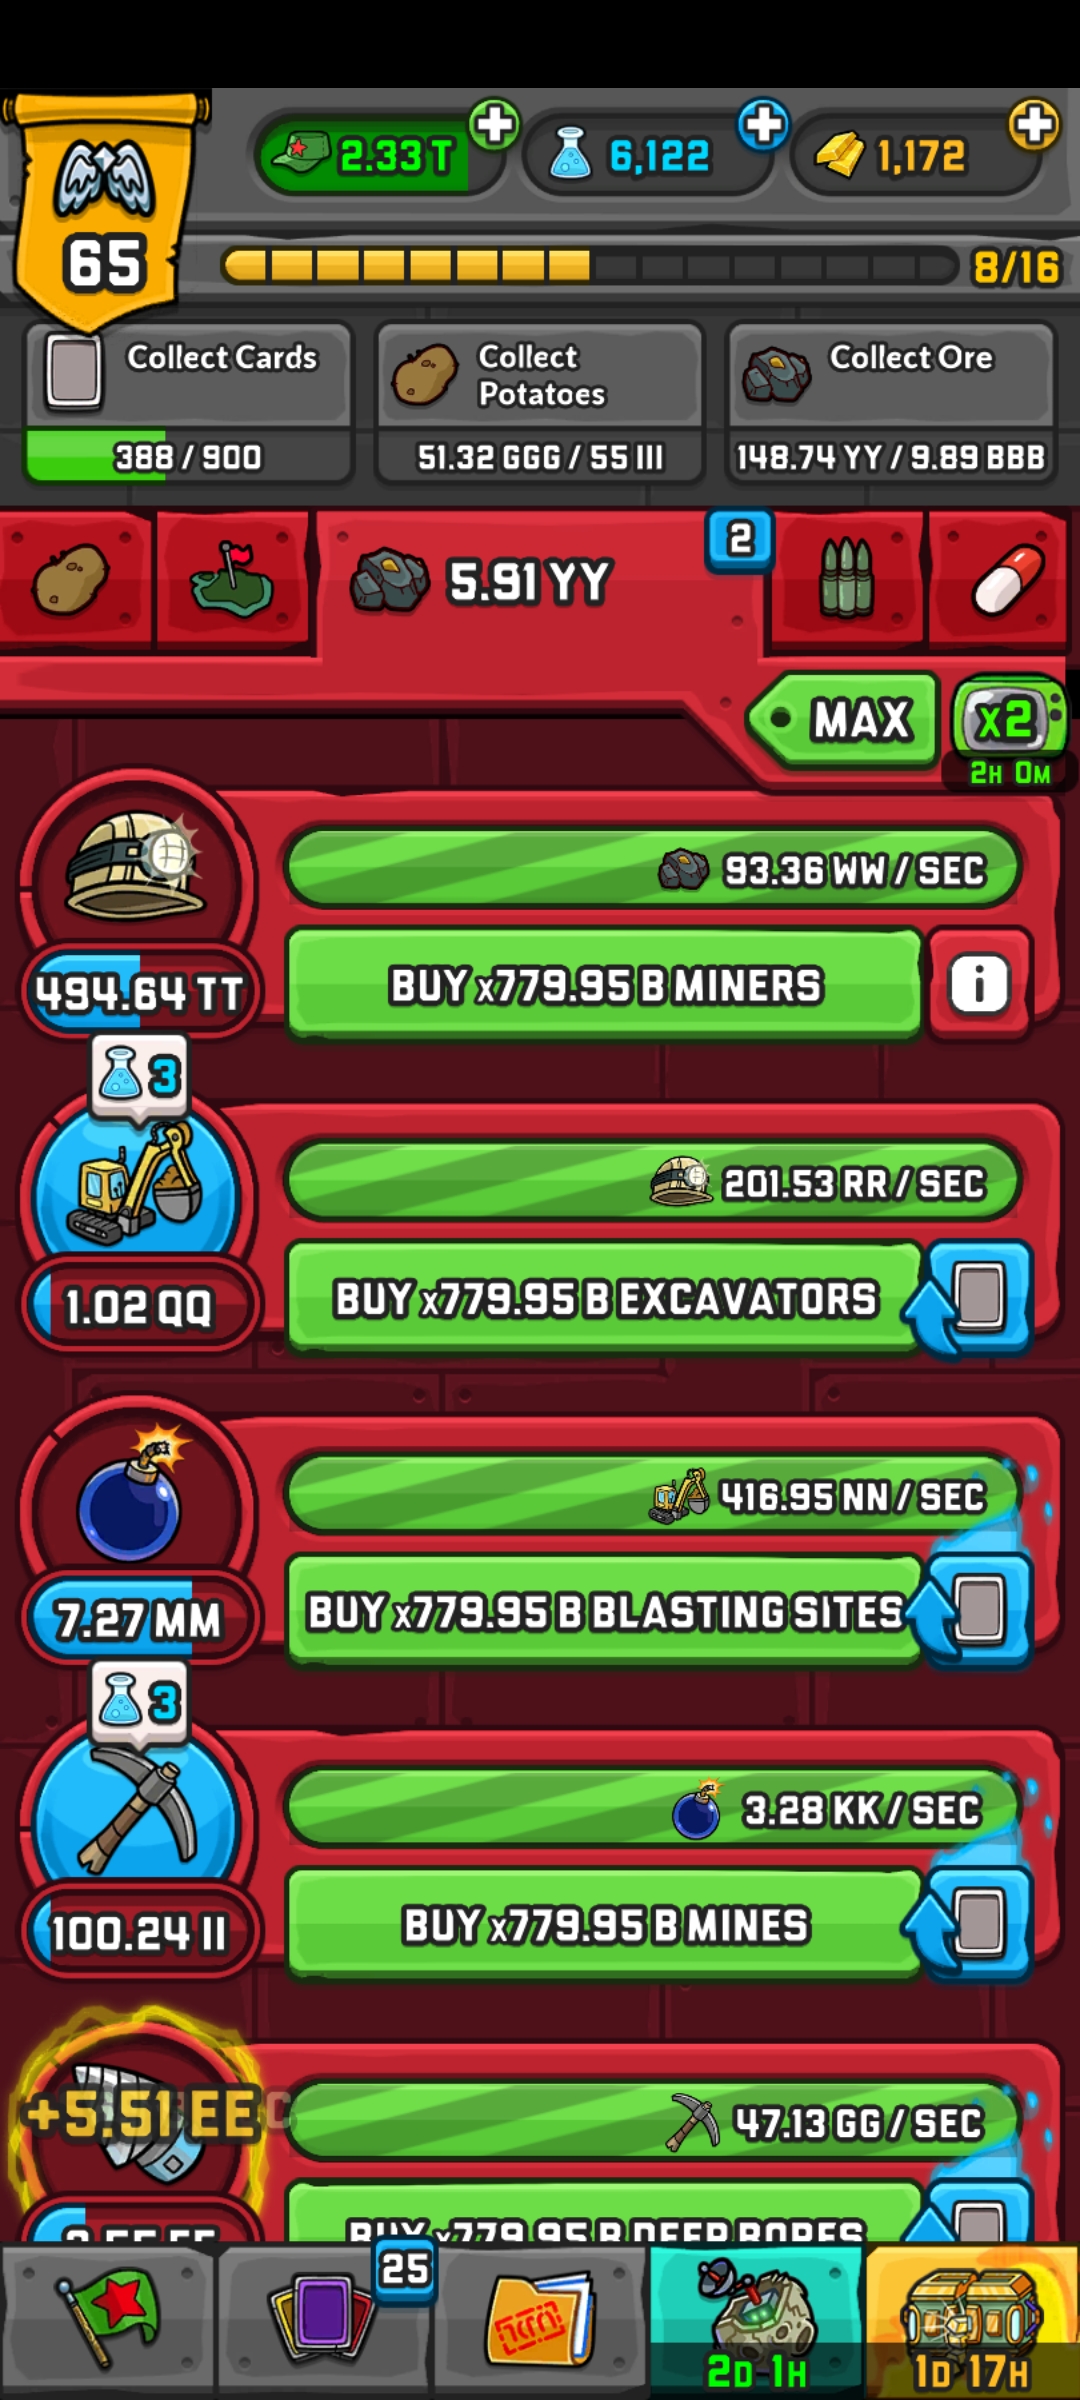 2.33 T
6,122
1,172
65
8/16
Collect Cards
388 / 900
Collect
Potatoes
51.32 GGG / 55 III
Collect Ore
148.74 YY / 9.89 BBB
5.91 YY
2
MAX
x2
2H 0M
93.36 WW / SEC
494.64 TT
BUY x779.95 B MINERS
i
3
201.53 RR / SEC
1.02 QQ
BUY x779.95 B EXCAVATORS
416.95 NN / SEC
7.27 MM
BUY x779.95 B BLASTING SITES
3
3.28 KK / SEC
100.24 II
BUY x779.95 B MINES
+5.51 EE
47.13 GG / SEC
BUY x779.95 B DEEP BORES
25
2D 1H
1D 17H